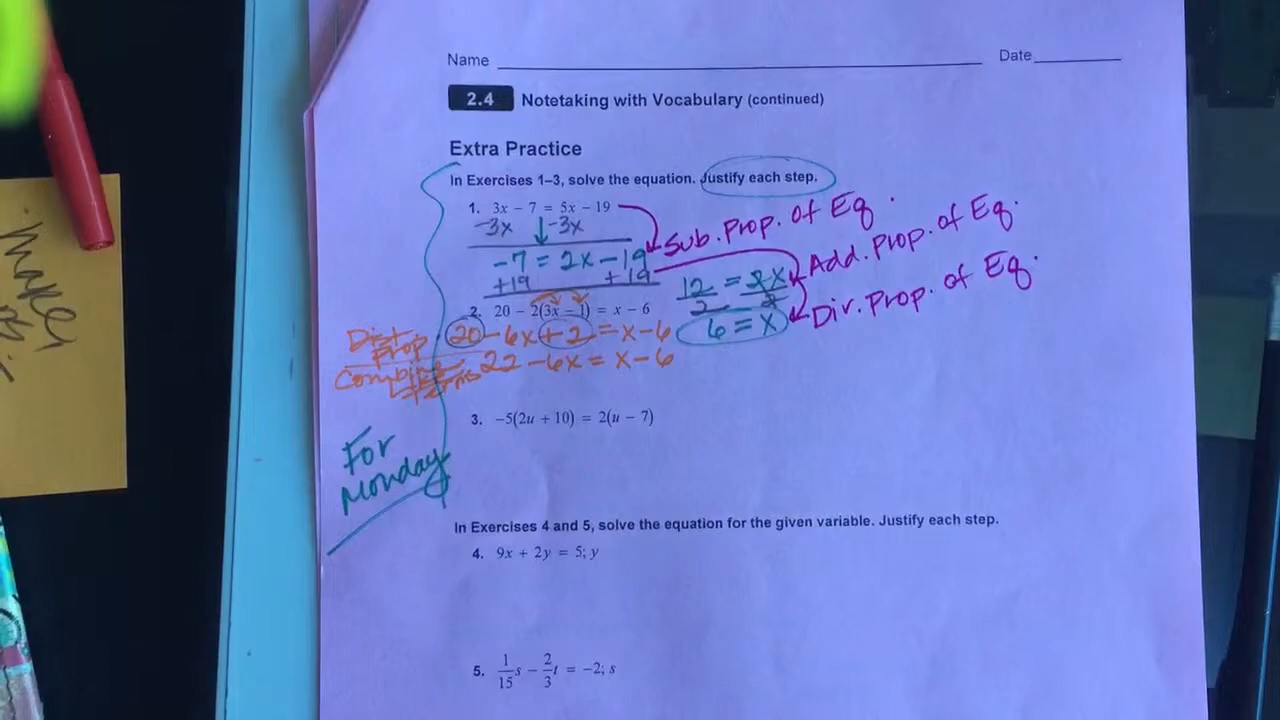 Name Date
2.4 Notetaking with Vocabulary (continued)
Extra Practice
In Exercises 1–3, solve the equation. Justify each step.
1. 3x − 7 = 5x − 19
−3x −3x
Sub. Prop. of Eq.
−7 = 2x − 19
+19 +19
Add. Prop. of Eq.
12 = 2x
2 2
Div. Prop. of Eq.
6 = x
2. 20 − 2(3x − 1) = x − 6
Dist Prop. 20 − 6x + 2 = x − 6
Combine 22 − 6x = x − 6
3. −5(2u + 10) = 2(u − 7)
For
Monday
In Exercises 4 and 5, solve the equation for the given variable. Justify each step.
4. 9x + 2y = 5; y
5. 1/15 s − 2/3 t = −2; s
make